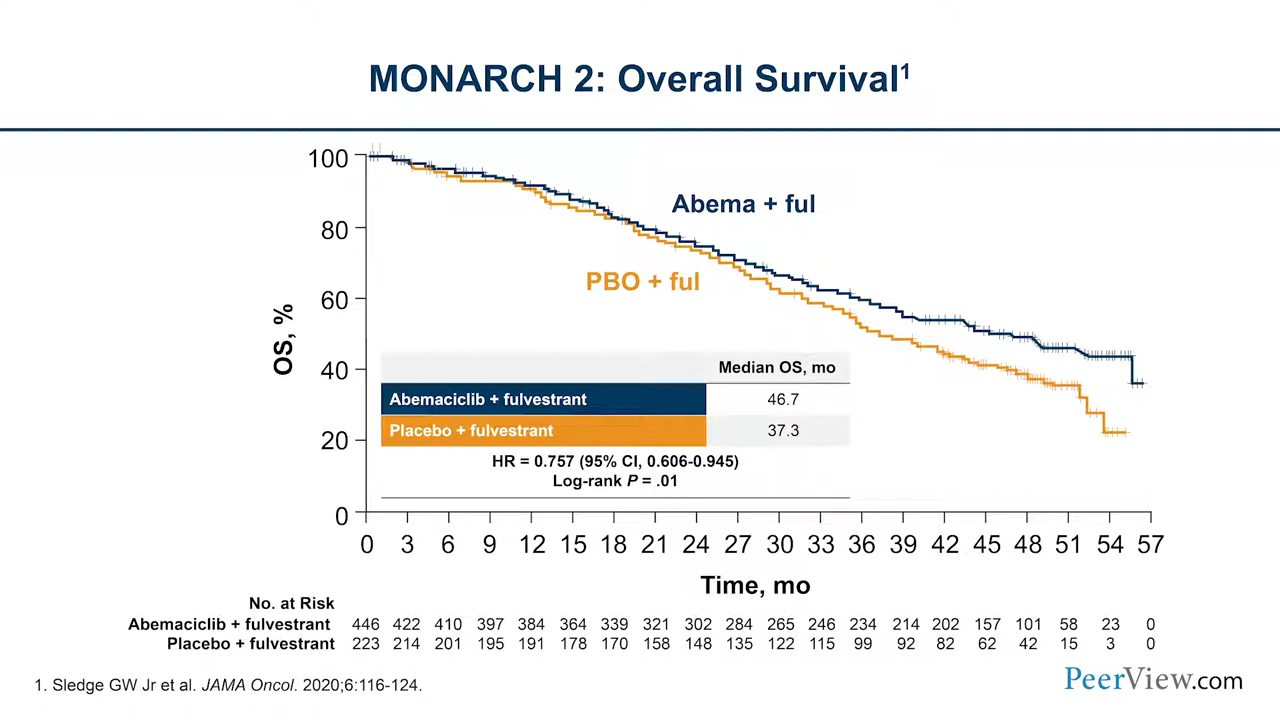 MONARCH 2: Overall Survival¹
100
80
60
40
20
0
OS, %
Abema + ful
PBO + ful
Median OS, mo
Abemaciclib + fulvestrant 46.7
Placebo + fulvestrant 37.3
HR = 0.757 (95% CI, 0.606-0.945)
Log-rank P = .01
0 3 6 9 12 15 18 21 24 27 30 33 36 39 42 45 48 51 54 57
Time, mo
No. at Risk
Abemaciclib + fulvestrant 446 422 410 397 384 364 339 321 302 284 265 246 234 214 202 157 101 58 23 0
Placebo + fulvestrant 223 214 201 195 191 178 170 158 148 135 122 115 99 92 82 62 42 15 3 0
1. Sledge GW Jr et al. JAMA Oncol. 2020;6:116-124.
PeerView.com